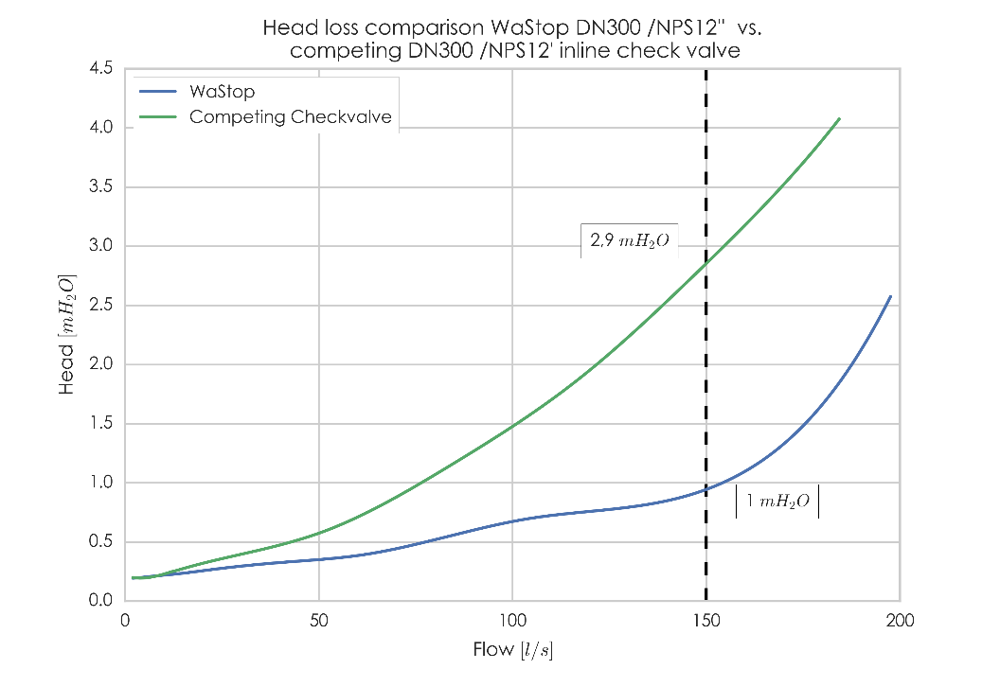 Head loss comparison WaStop DN300 /NPS12"  vs.
competing DN300 /NPS12' inline check valve
4.5
WaStop
Competing Checkvalve
4.0
3.5
3.0
2,9 mH₂O
2.5
Head [mH₂O]
2.0
1.5
1.0
1 mH₂O
0.5
0.0
0 50 100 150 200
Flow [l/s]